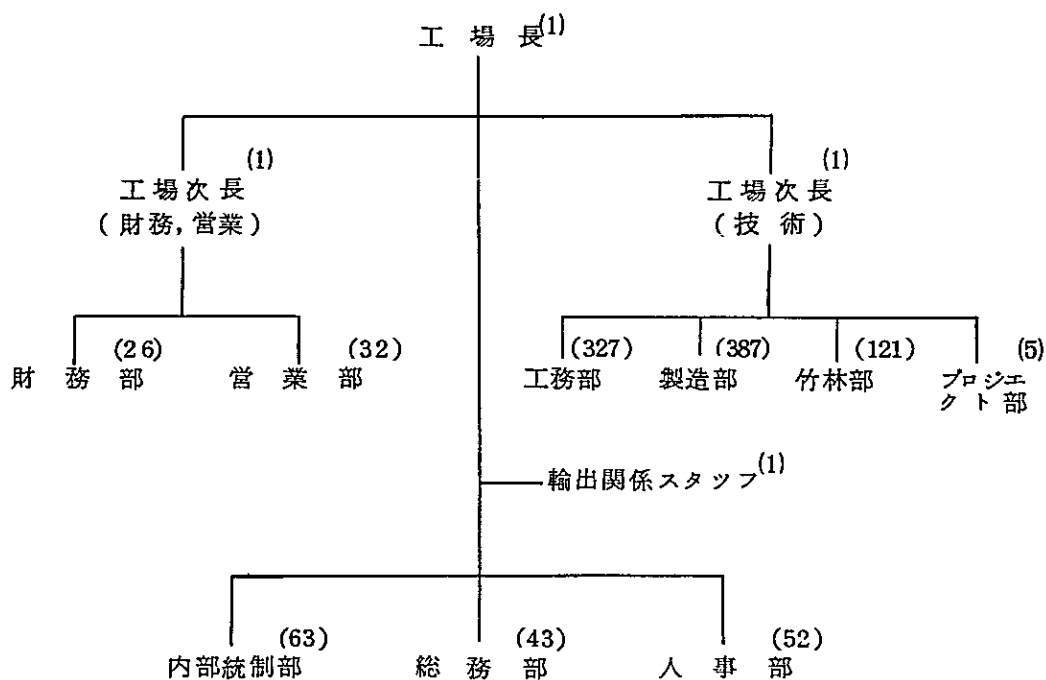 工場長(1)
工場次長(1)
(財務,営業)
工場次長(1)
(技術)
財務部(26)
営業部(32)
工務部(327)
製造部(387)
竹林部(121)
プロジエ(5)
クト部
輸出関係スタッフ(1)
内部統制部(63)
総務部(43)
人事部(52)